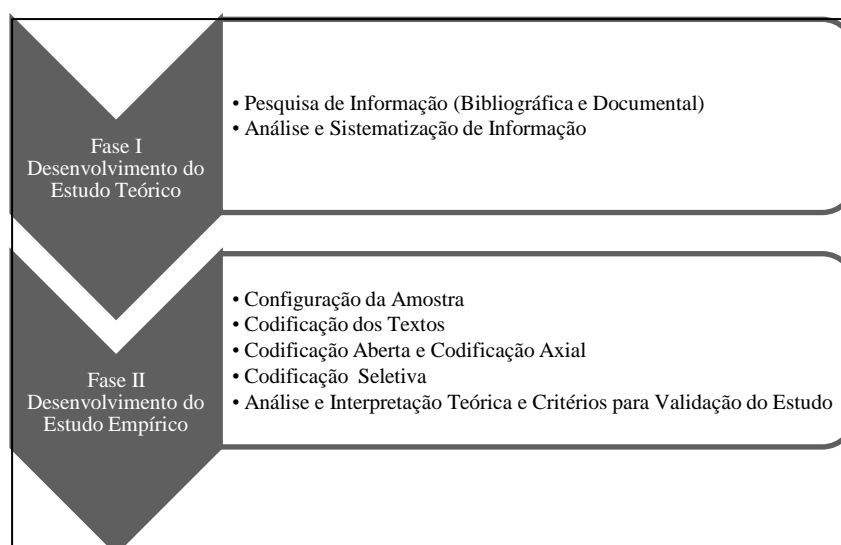 Fase I
Desenvolvimento do
Estudo Teórico
• Pesquisa de Informação (Bibliográfica e Documental)
• Análise e Sistematização de Informação
Fase II
Desenvolvimento do
Estudo Empírico
• Configuração da Amostra
• Codificação dos Textos
• Codificação Aberta e Codificação Axial
• Codificação Seletiva
• Análise e Interpretação Teórica e Critérios para Validação do Estudo